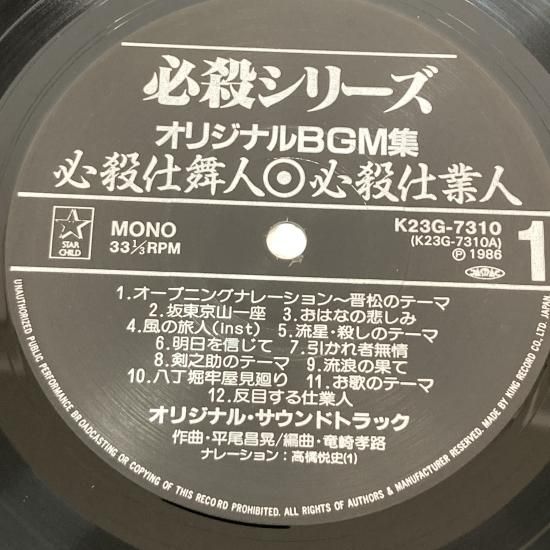 必殺シリーズ
オリジナルBGM集
必殺仕舞人◎必殺仕業人
STAR
CHILD
MONO
33⅓RPM
K23G-7310
(K23G-7310A)
Ⓟ 1986
1
1.オープニングナレーション〜晋松のテーマ
2.坂東京山一座 3.おはなの悲しみ
4.風の旅人(Inst) 5.流星・殺しのテーマ
6.明日を信じて 7.引かれ者無情
8.剣之助のテーマ 9.流浪の果て
10.八丁堀牢屋見廻り 11.お歌のテーマ
12.反目する仕業人
オリジナル・サウンドトラック
作曲・平尾昌晃/編曲・竜崎孝路
ナレーション:高橋悦史(1)
UNAUTHORIZED PUBLIC PERFORMANCE BROADCASTING OR COPYING OF THIS RECORD PROHIBITED. ALL RIGHTS OF AUTHORS & MANUFACTURER RESERVED. MADE BY KING RECORD CO. LTD. JAPAN